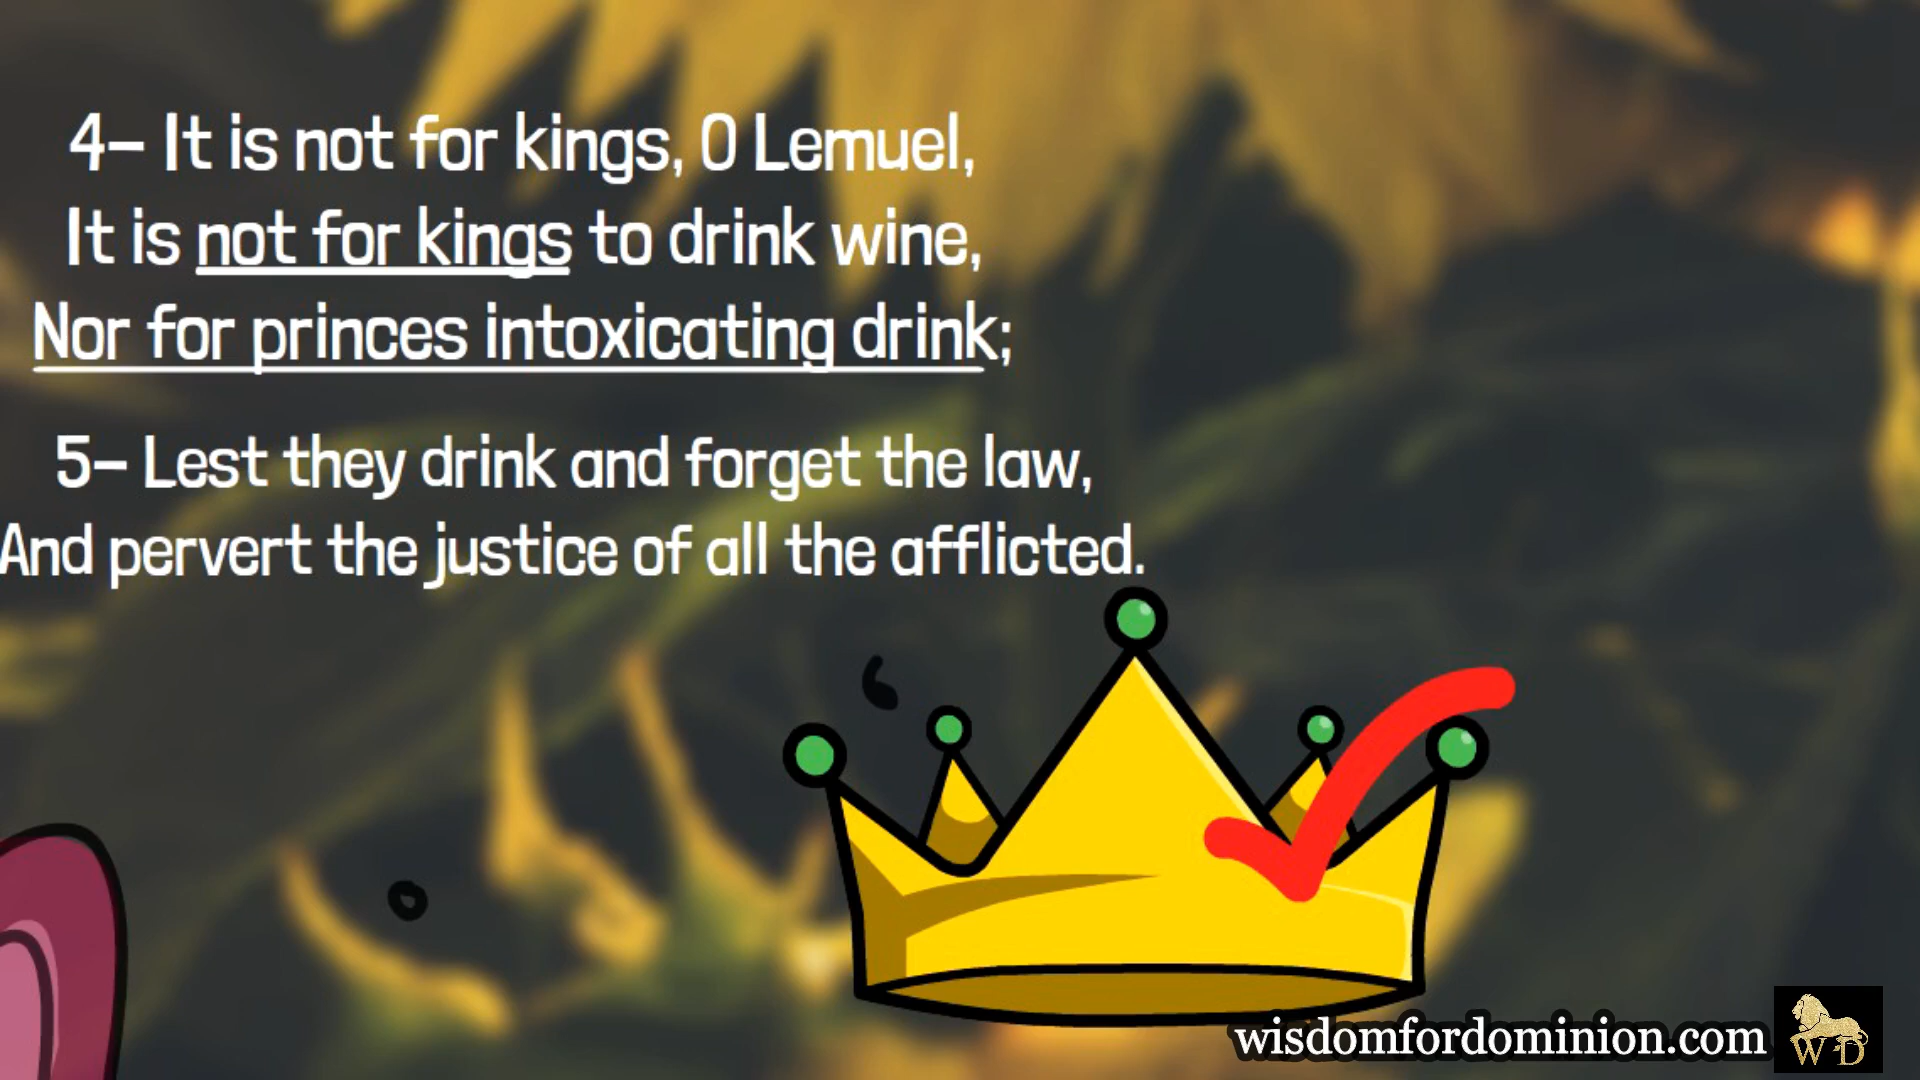 4– It is not for kings, O Lemuel,
It is not for kings to drink wine,
Nor for princes intoxicating drink;
5– Lest they drink and forget the law,
And pervert the justice of all the afflicted.
wisdomfordominion.com
W D